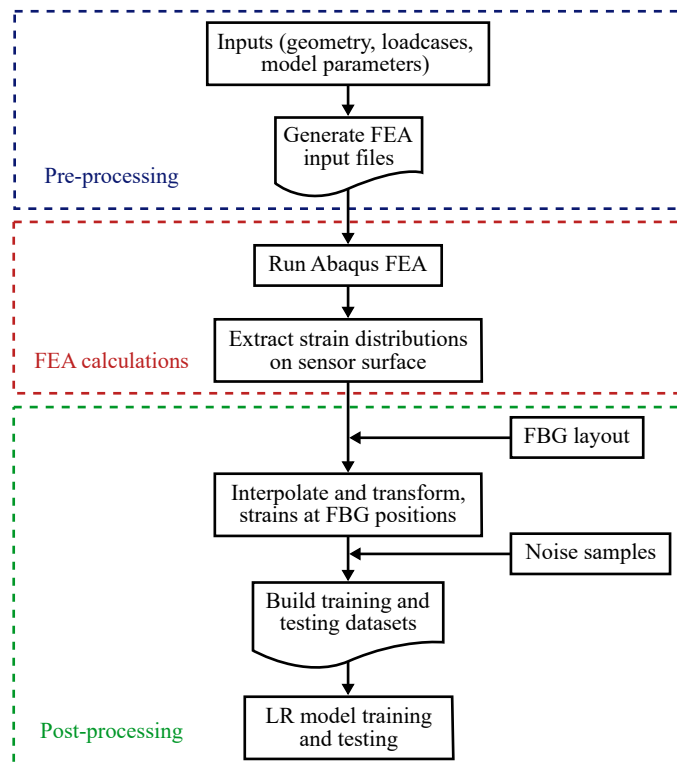 Inputs (geometry, loadcases,
model parameters)
Generate FEA
input files
Pre-processing
Run Abaqus FEA
Extract strain distributions
on sensor surface
FEA calculations
FBG layout
Interpolate and transform,
strains at FBG positions
Noise samples
Build training and
testing datasets
LR model training
and testing
Post-processing